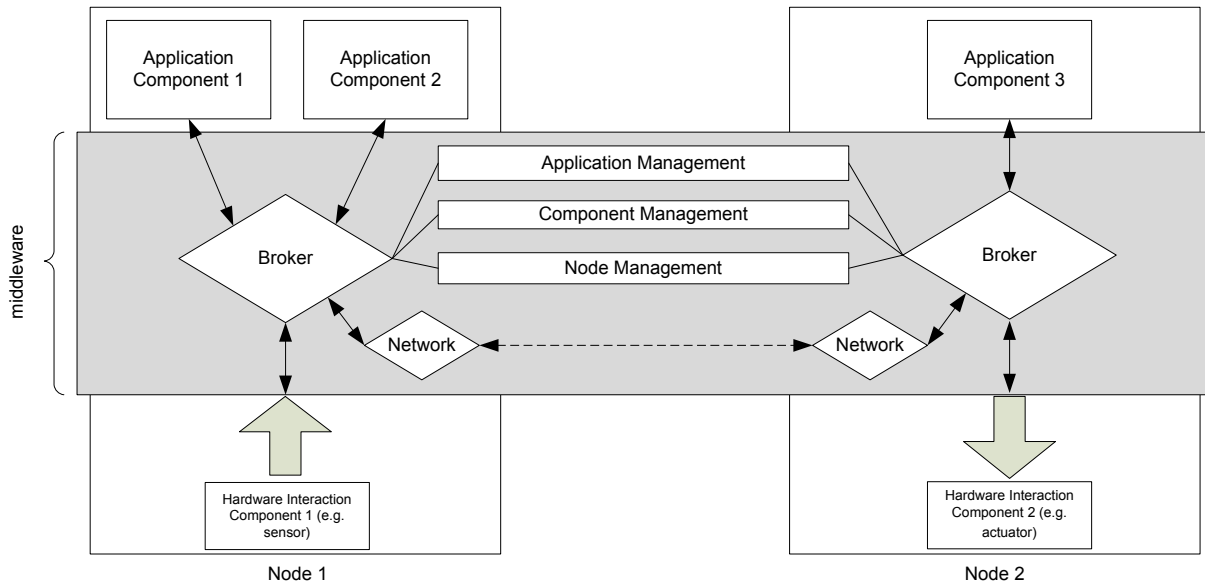 Application
Component 1
Application
Component 2
Application
Component 3
middleware
Application Management
Component Management
Node Management
Broker
Broker
Network
Network
Hardware Interaction
Component 1 (e.g.
sensor)
Hardware Interaction
Component 2 (e.g.
actuator)
Node 1
Node 2